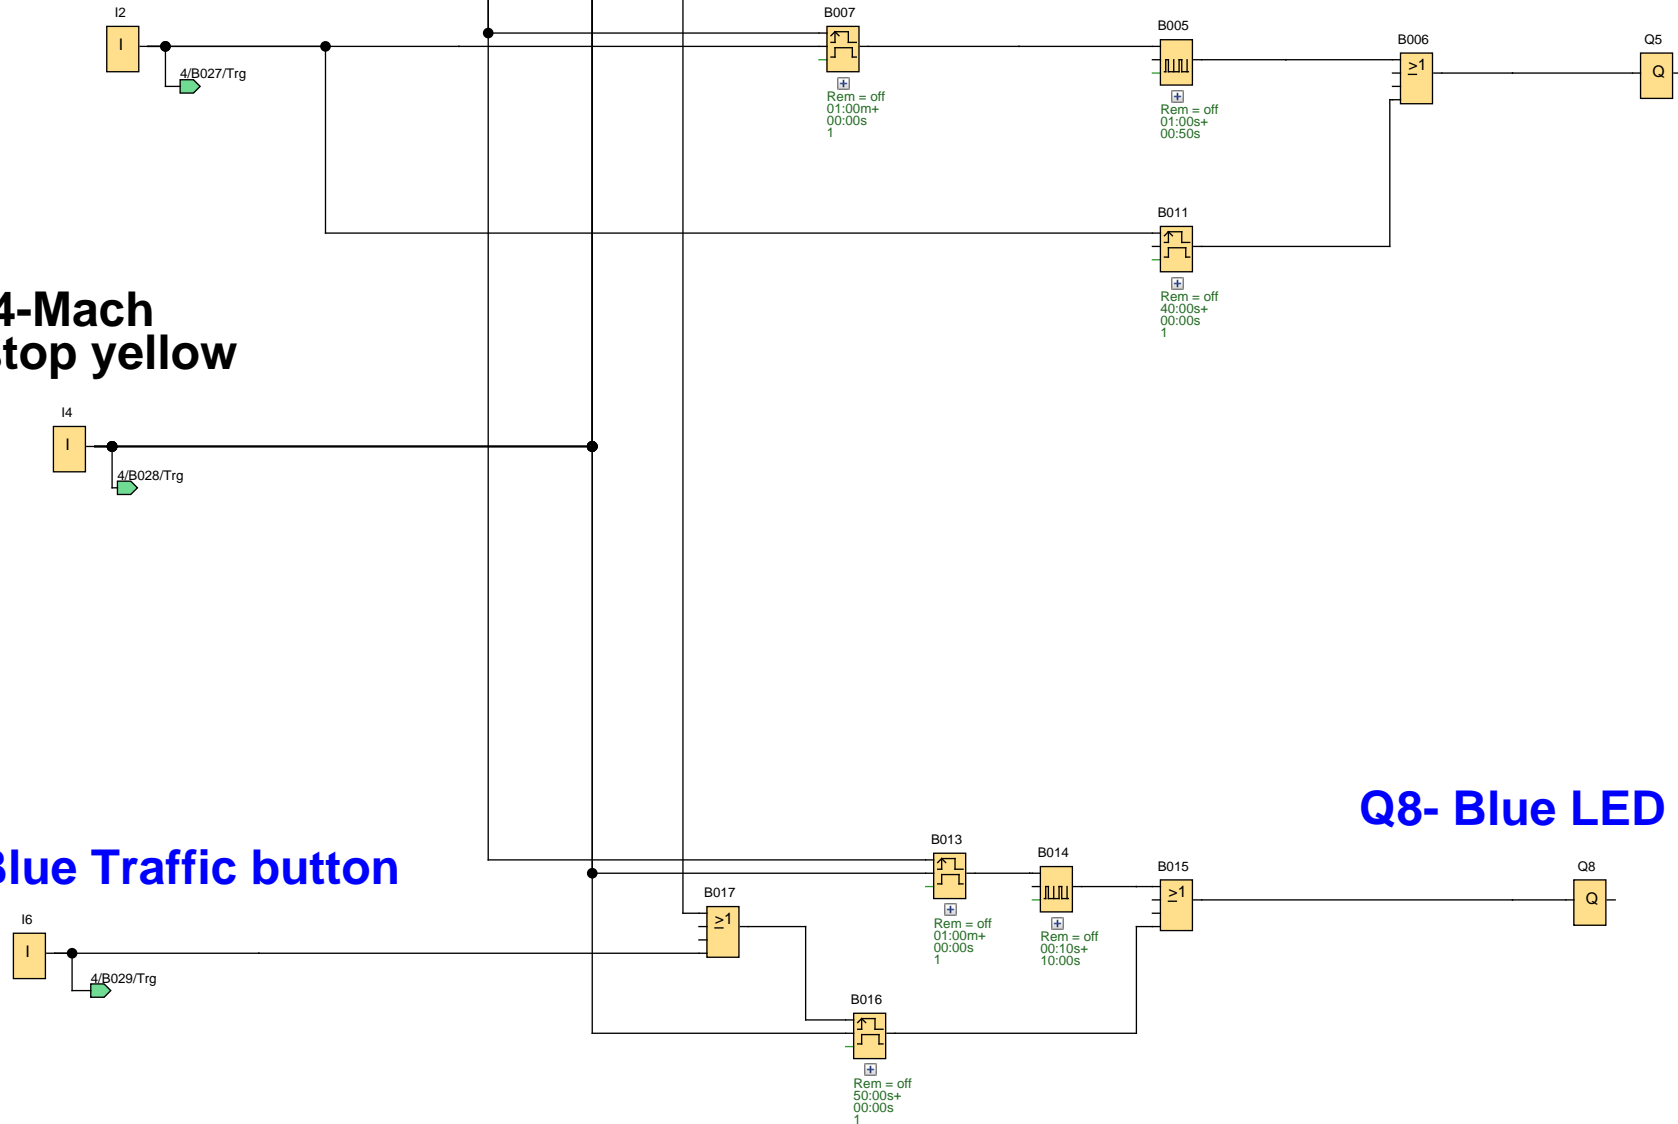 I2
I
4/B027/Trg
B007
Rem = off
01:00m+
00:00s
1
B005
Rem = off
01:00s+
00:50s
B006
≥1
Q5
Q
B011
Rem = off
40:00s+
00:00s
1
4-Mach
stop yellow
I4
I
4/B028/Trg
Q8- Blue LED
Blue Traffic button
I6
I
4/B029/Trg
B017
≥1
B013
Rem = off
01:00m+
00:00s
1
B014
Rem = off
00:10s+
10:00s
B015
≥1
Q8
Q
B016
Rem = off
50:00s+
00:00s
1